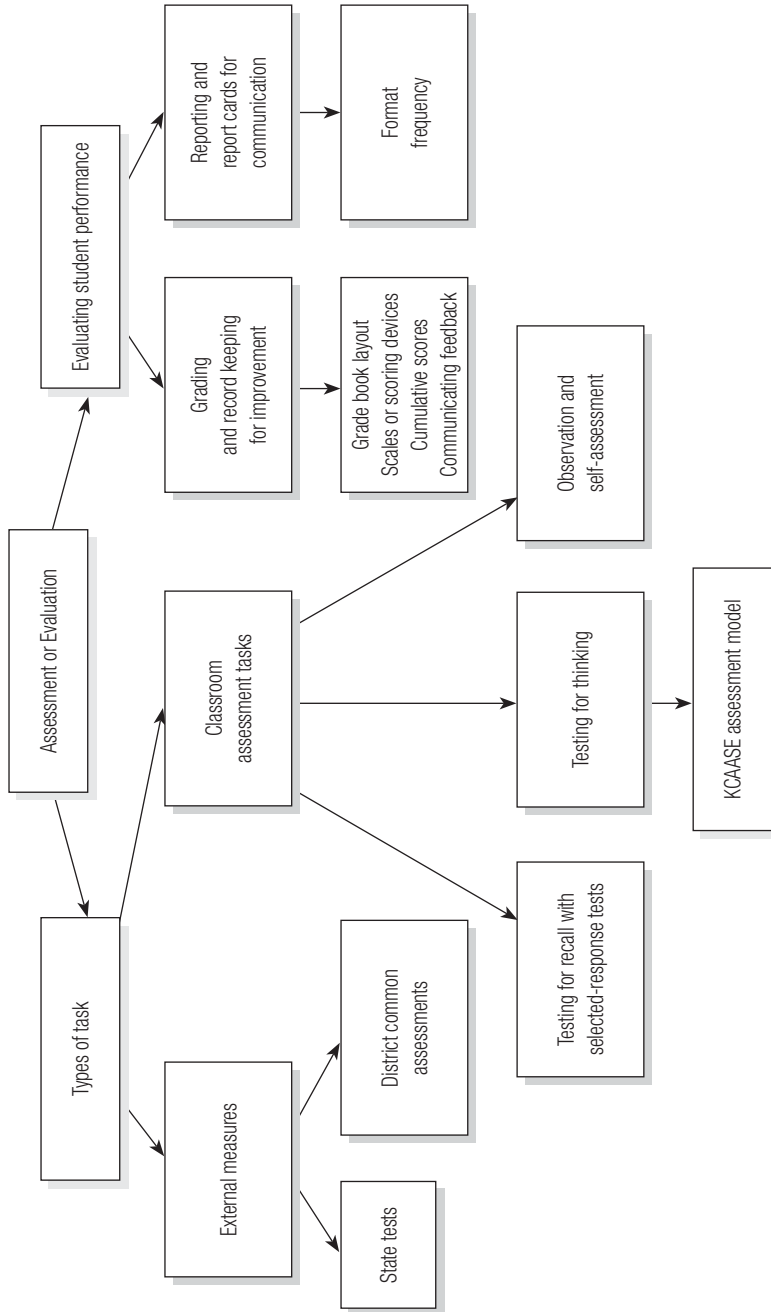 Assessment or Evaluation
Types of task
Evaluating student performance
External measures
Classroom
assessment tasks
Grading
and record keeping
for improvement
Reporting and
report cards for
communication
State tests
District common
assessments
Grade book layout
Scales or scoring devices
Cumulative scores
Communicating feedback
Format
frequency
Testing for recall with
selected-response tests
Testing for thinking
Observation and
self-assessment
KCAASE assessment model